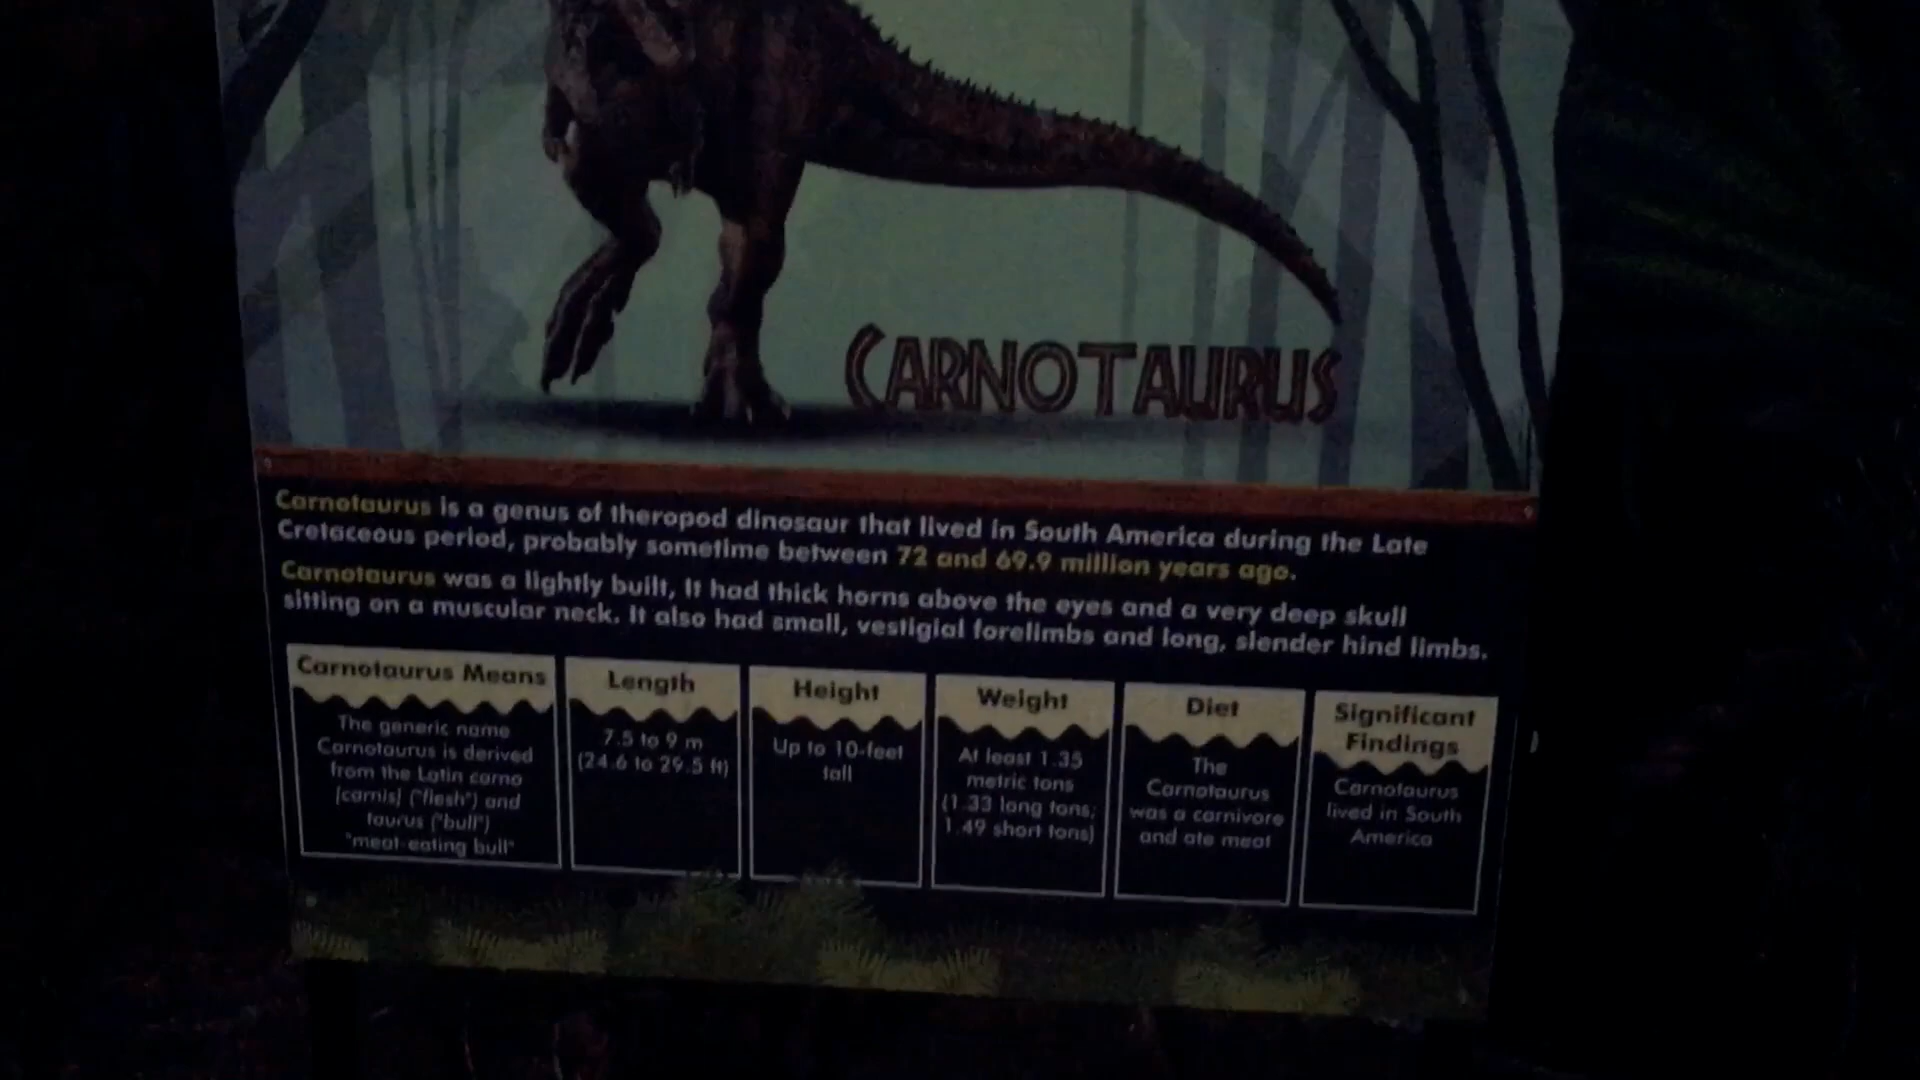 CARNOTAURUS
Carnotaurus is a genus of theropod dinosaur that lived in South America during the Late
Cretaceous period, probably sometime between 72 and 69.9 million years ago.
Carnotaurus was a lightly built, It had thick horns above the eyes and a very deep skull
sitting on a muscular neck. It also had small, vestigial forelimbs and long, slender hind limbs.
Carnotaurus Means
The generic name
Carnotaurus is derived
from the Latin carno
[carnis] ("flesh") and
taurus ("bull")
"meat-eating bull"
Length
7.5 to 9 m
(24.6 to 29.5 ft)
Height
Up to 10-feet
tall
Weight
At least 1.35
metric tons
(1.33 long tons;
1.49 short tons)
Diet
The
Carnotaurus
was a carnivore
and ate meat
Significant
Findings
Carnotaurus
lived in South
America